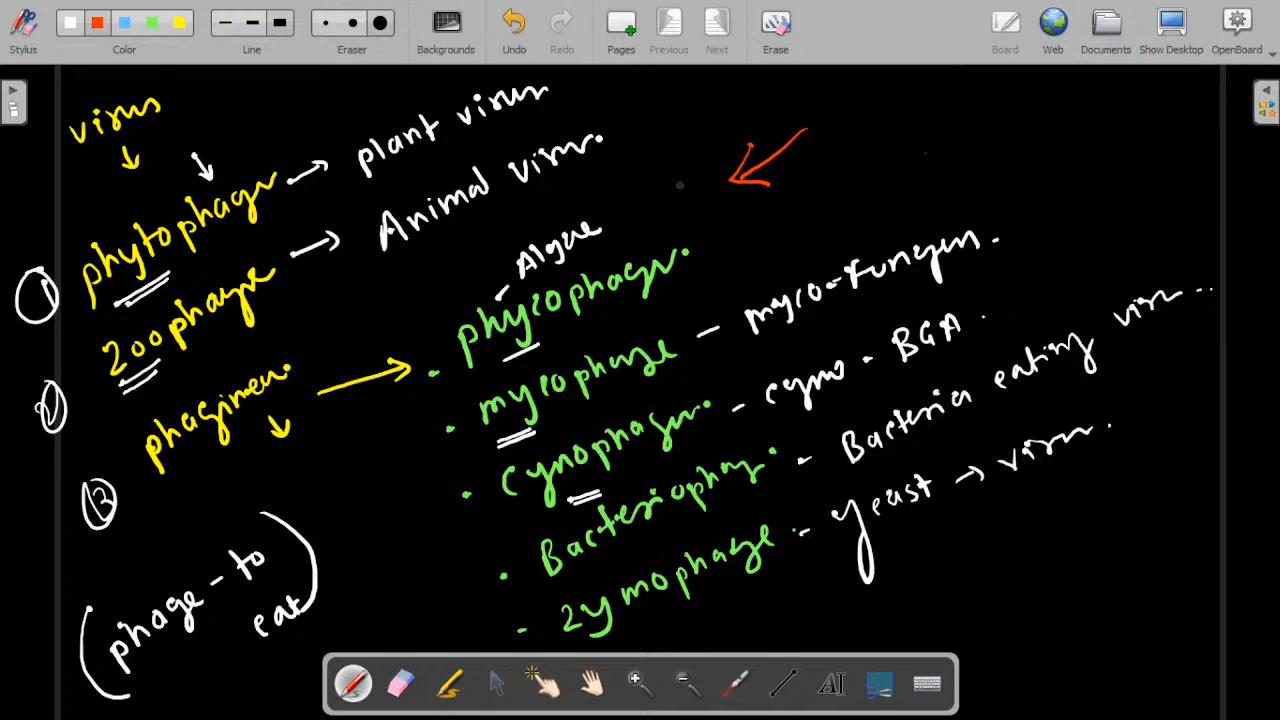 Stylus
Color
Line
Eraser
Backgrounds
Undo
Redo
Pages
Previous
Next
Erase
Board
Web
Documents
Show Desktop
OpenBoard
virus
① phytophage → plant virus
zoophage → Animal virus.
phagineae.
(phage - to eat)
Algae
phycophage.
mycophage - myco-Fungus.
cynophage - cyno - BGA
Bacteriophage - Bacteria eating virus...
zymophage - yeast → virus.
AI